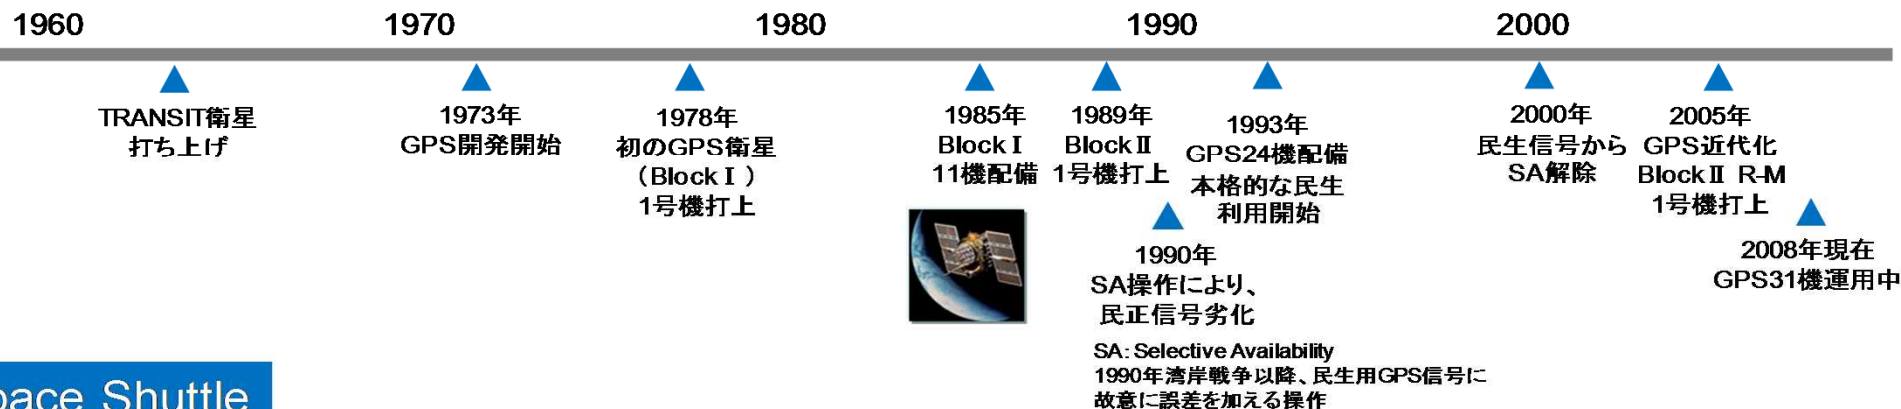 1960
1970
1980
1990
2000
TRANSIT衛星
打ち上げ
1973年
GPS開発開始
1978年
初のGPS衛星
（BlockⅠ）
1号機打上
1985年
BlockⅠ
11機配備
1989年
BlockⅡ
1号機打上
1993年
GPS24機配備
本格的な民生
利用開始
1990年
SA操作により、
民正信号劣化
SA: Selective Availability
1990年湾岸戦争以降、民生用GPS信号に
故意に誤差を加える操作
2000年
民生信号から
SA解除
2005年
GPS近代化
BlockⅡ R-M
1号機打上
2008年現在
GPS31機運用中
pace Shuttle